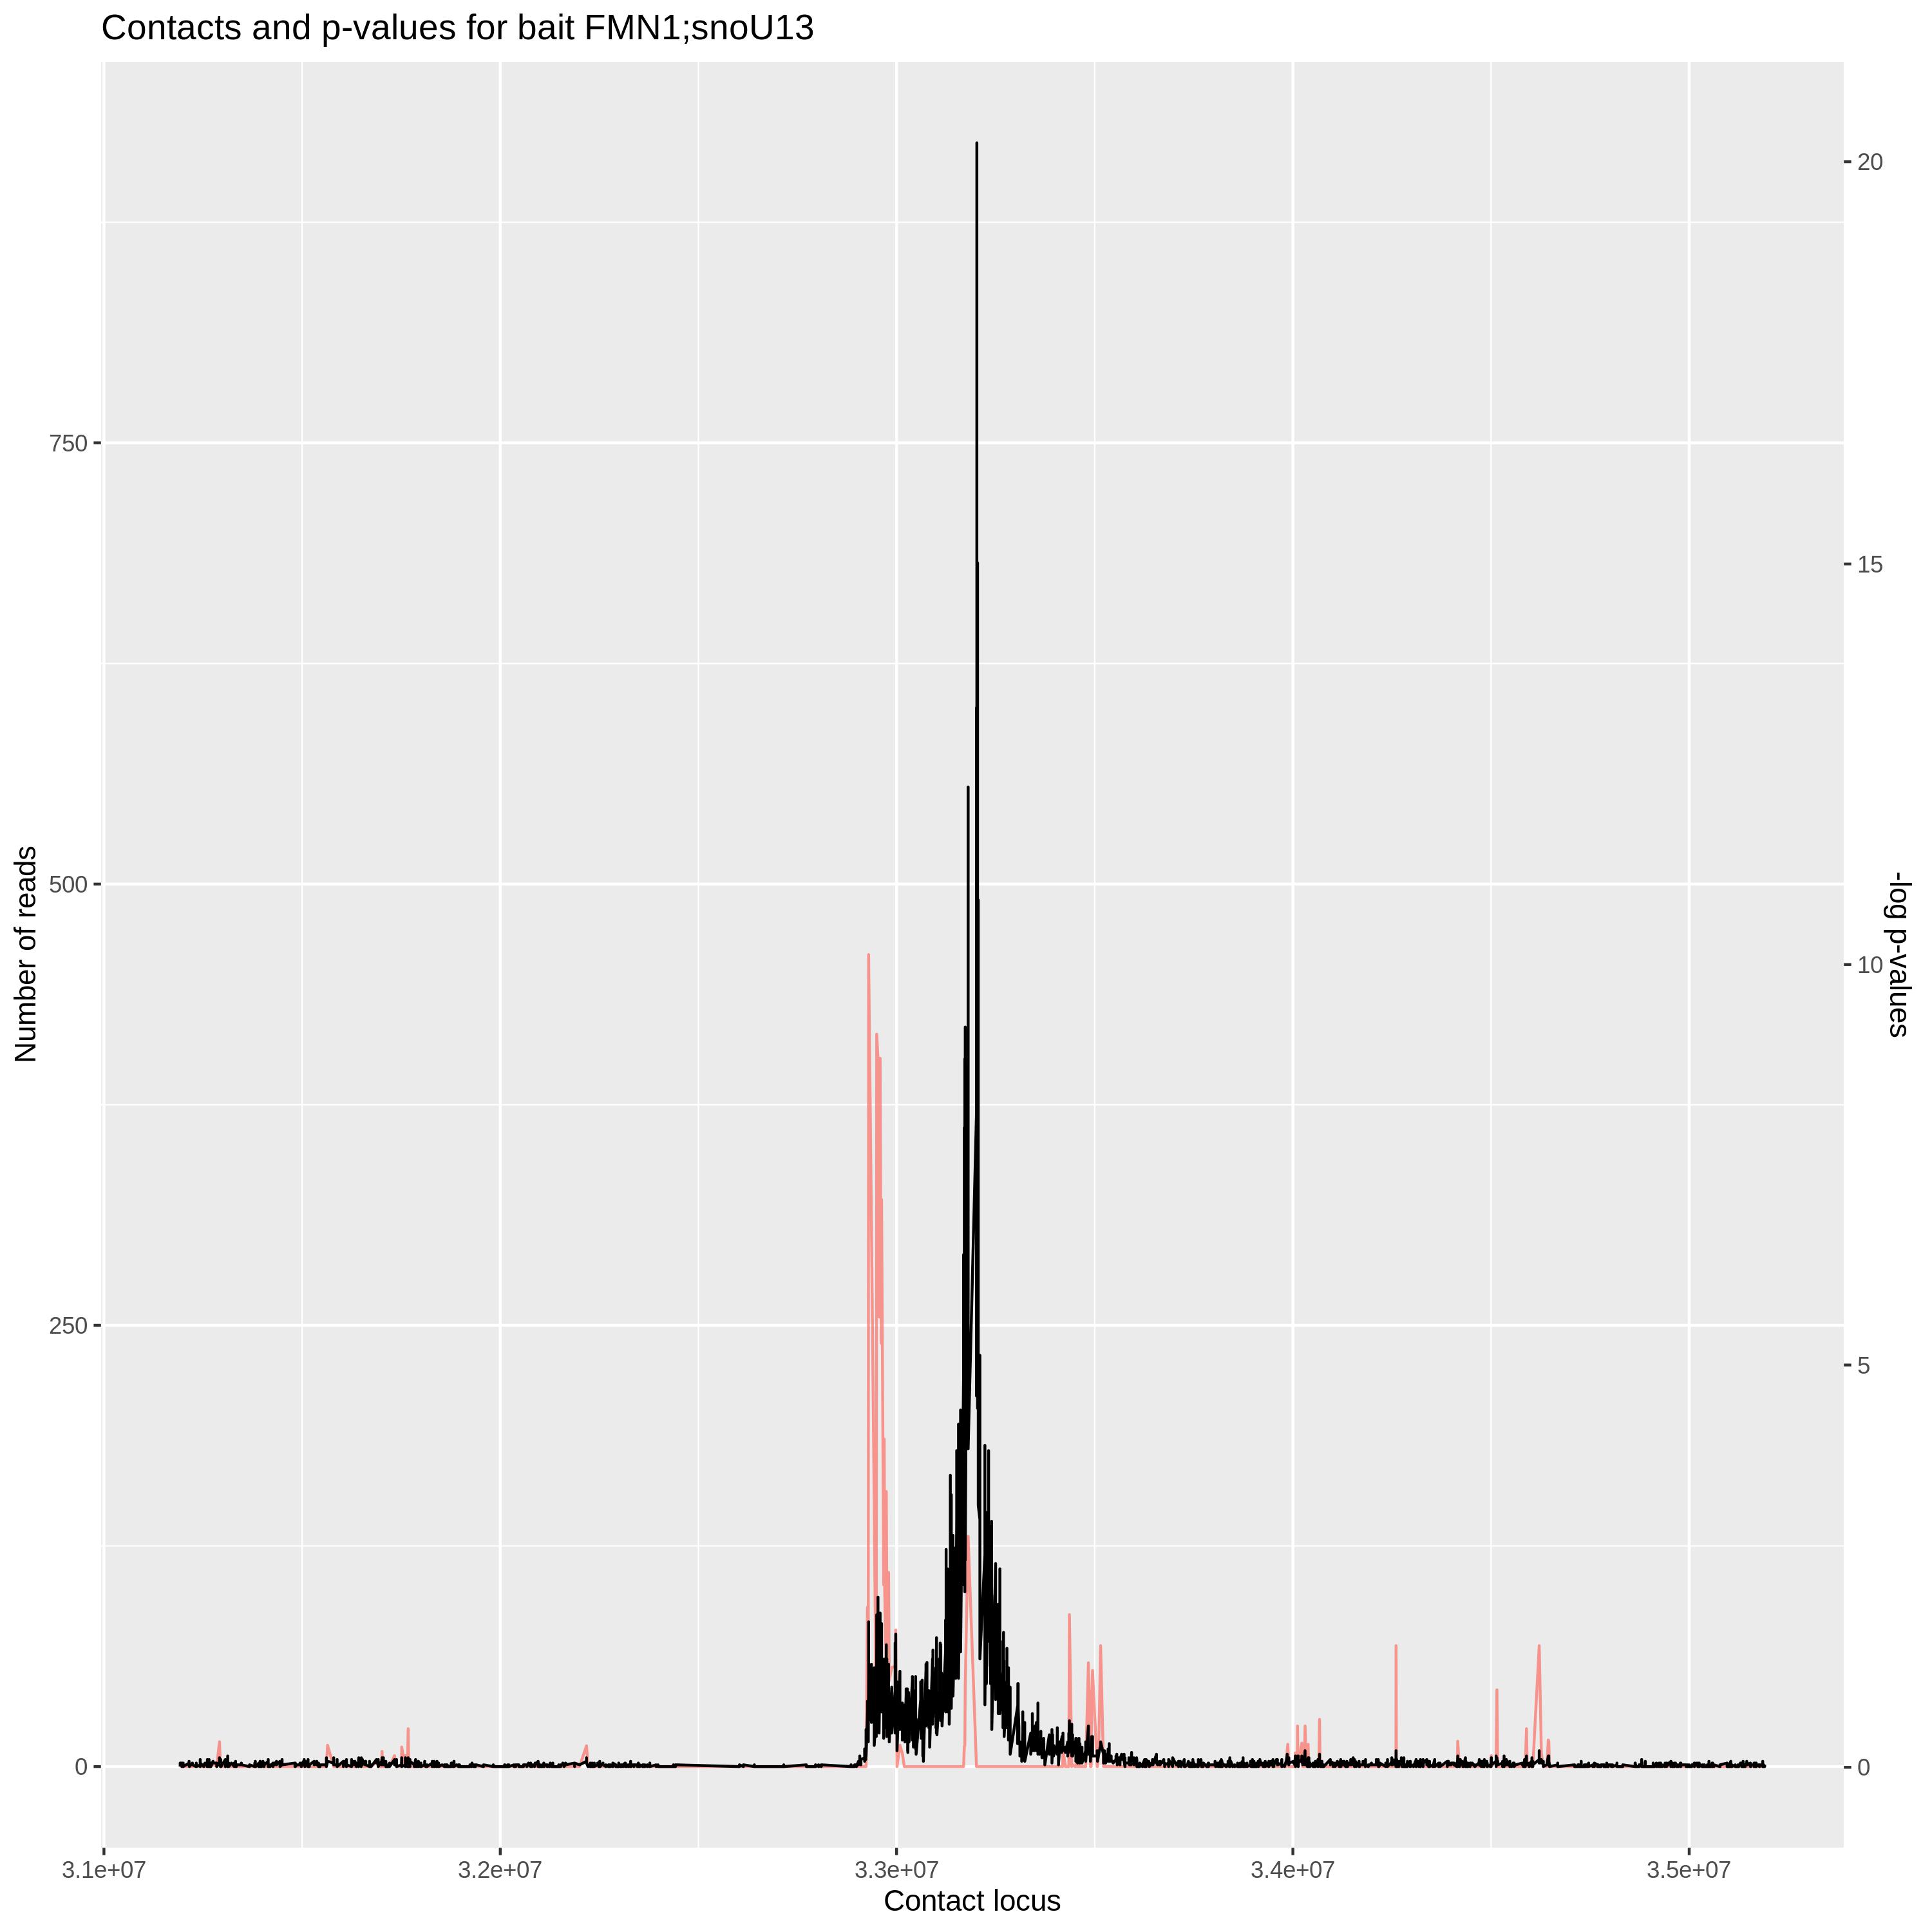 Contacts and p-values for bait FMN1;snoU13
20
750
15
500
Number of reads
-log p-values
10
250
5
0
0
3.1e+07
3.2e+07
3.3e+07
3.4e+07
3.5e+07
Contact locus